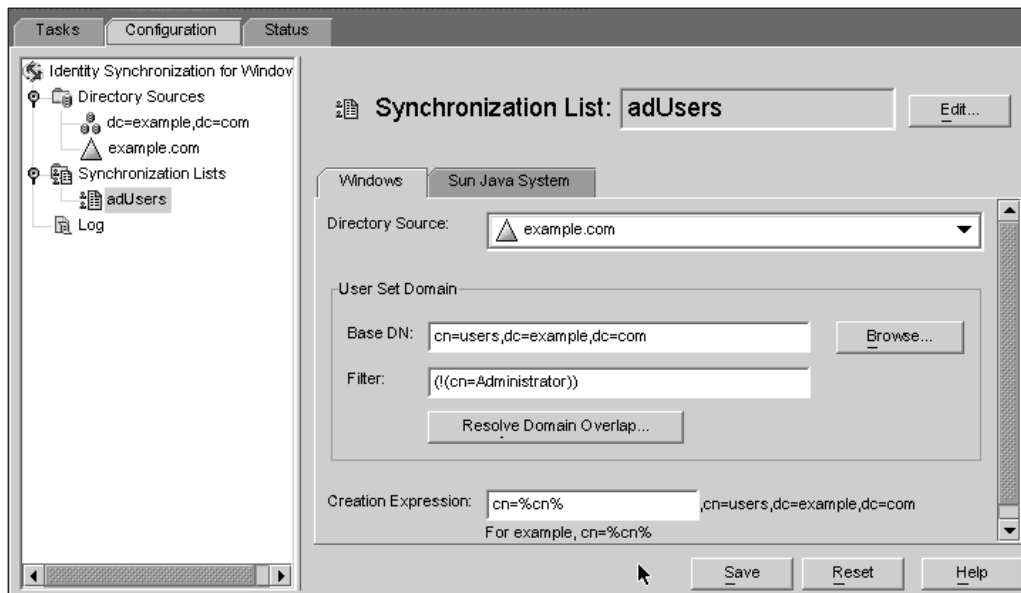 Tasks
Configuration
Status
Identity Synchronization for Window
Directory Sources
dc=example,dc=com
example.com
Synchronization Lists
adUsers
Log
Synchronization List: adUsers
Edit...
Windows
Sun Java System
Directory Source: example.com
User Set Domain
Base DN: cn=users,dc=example,dc=com
Browse...
Filter: (!(cn=Administrator))
Resolve Domain Overlap...
Creation Expression: cn=%cn% ,cn=users,dc=example,dc=com
For example, cn=%cn%
Save
Reset
Help